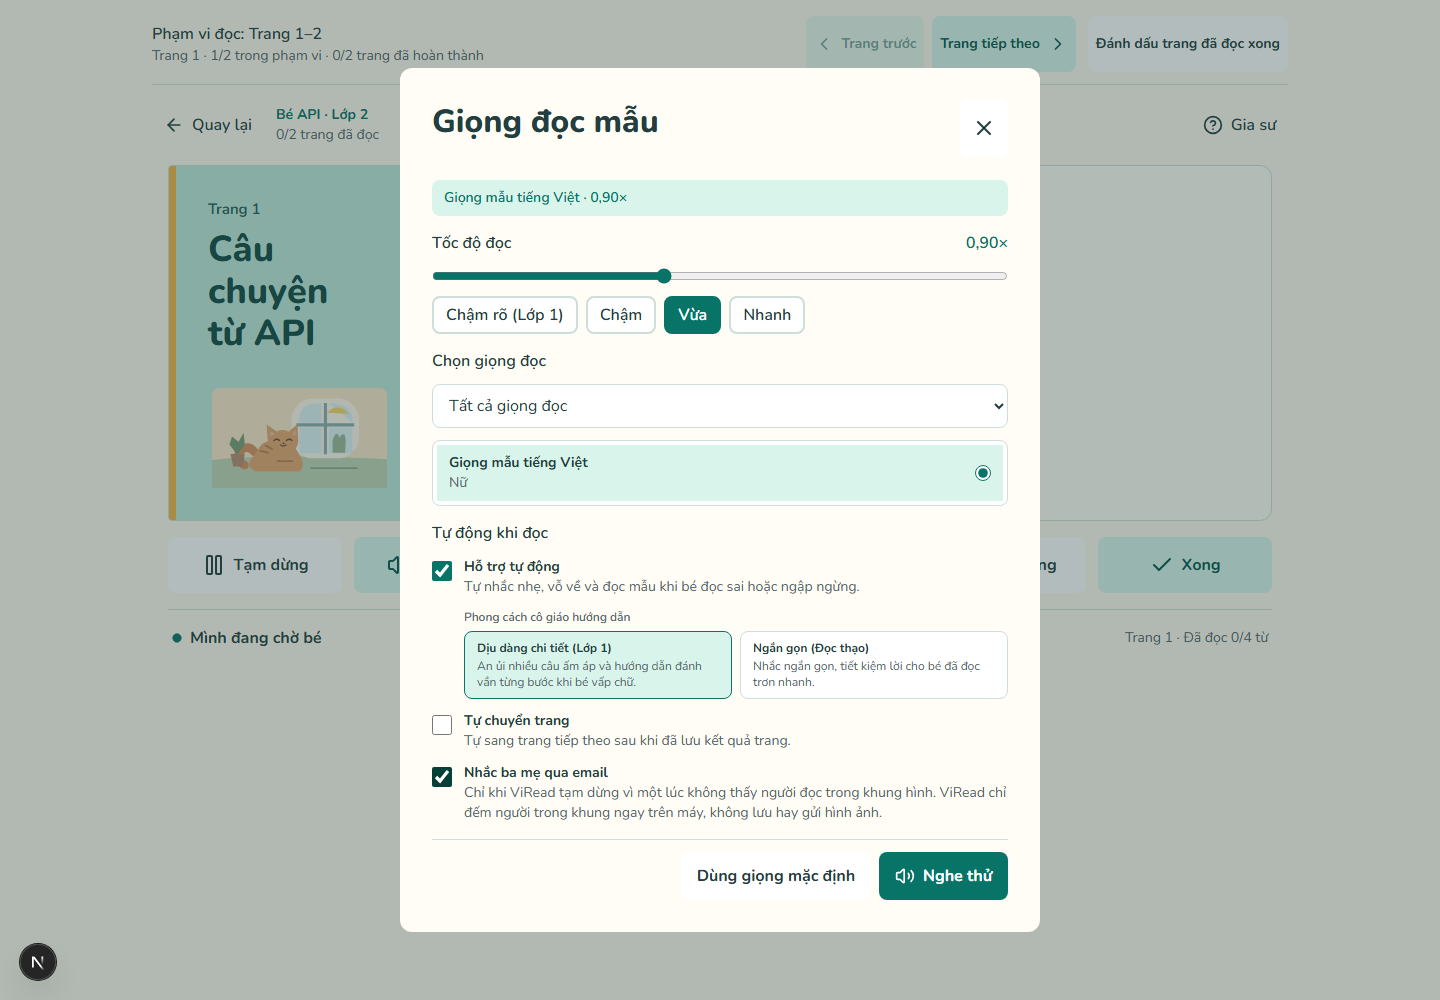 Phạm vi đọc: Trang 1–2
Trang 1 · 1/2 trong phạm vi · 0/2 trang đã hoàn thành
Trang trước
Trang tiếp theo
Đánh dấu trang đã đọc xong
Quay lại
Bé API · Lớp 2
0/2 trang đã đọc
Gia sư
Trang 1
Câu
chuyện
từ API
Tạm dừng
ng
Xong
Mình đang chờ bé
Trang 1 · Đã đọc 0/4 từ
Giọng đọc mẫu
Giọng mẫu tiếng Việt · 0,90×
Tốc độ đọc
0,90×
Chậm rõ (Lớp 1)
Chậm
Vừa
Nhanh
Chọn giọng đọc
Tất cả giọng đọc
Giọng mẫu tiếng Việt
Nữ
Tự động khi đọc
Hỗ trợ tự động
Tự nhắc nhẹ, vỗ về và đọc mẫu khi bé đọc sai hoặc ngập ngừng.
Phong cách cô giáo hướng dẫn
Dịu dàng chi tiết (Lớp 1)
An ủi nhiều câu ấm áp và hướng dẫn đánh
vần từng bước khi bé vấp chữ.
Ngắn gọn (Đọc thạo)
Nhắc ngắn gọn, tiết kiệm lời cho bé đã đọc
trơn nhanh.
Tự chuyển trang
Tự sang trang tiếp theo sau khi đã lưu kết quả trang.
Nhắc ba mẹ qua email
Chỉ khi ViRead tạm dừng vì một lúc không thấy người đọc trong khung hình. ViRead chỉ
đếm người trong khung ngay trên máy, không lưu hay gửi hình ảnh.
Dùng giọng mặc định
Nghe thử
N